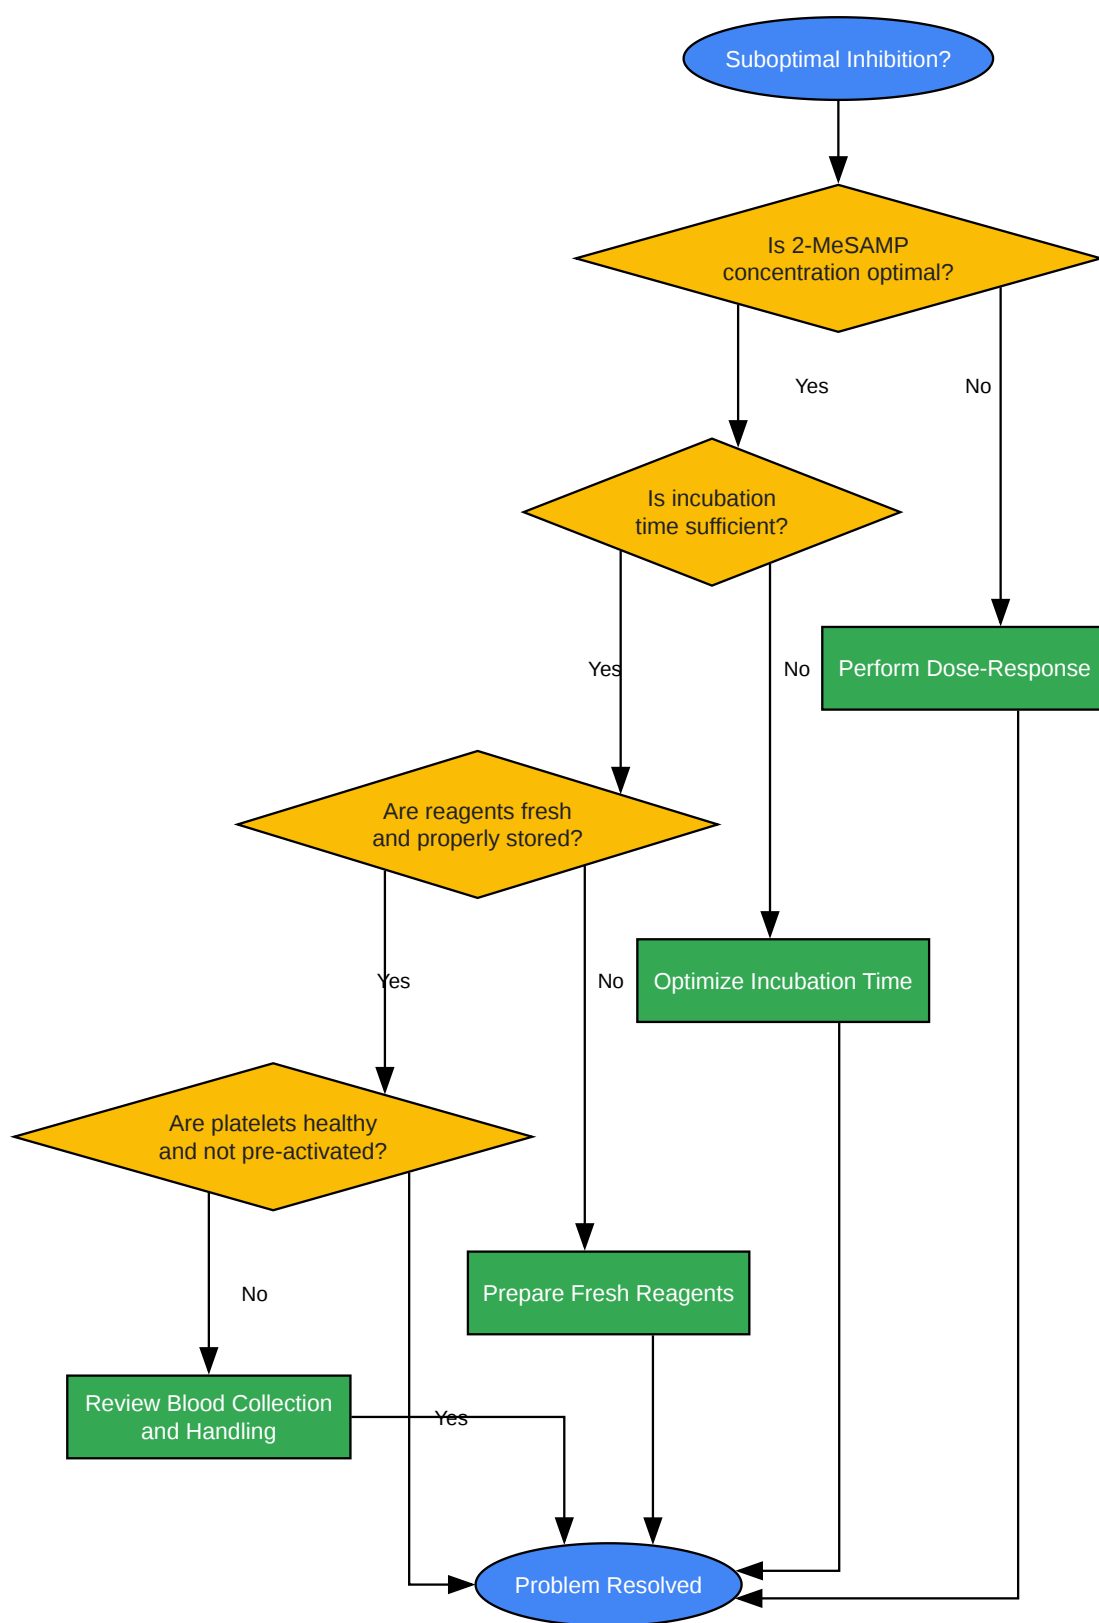 Suboptimal Inhibition?
Is 2-MeSAMP
concentration optimal?
Yes
No
Is incubation
time sufficient?
Yes
No
Perform Dose-Response
Are reagents fresh
and properly stored?
Yes
No
Optimize Incubation Time
Are platelets healthy
and not pre-activated?
No
Prepare Fresh Reagents
Review Blood Collection
and Handling
Yes
Problem Resolved